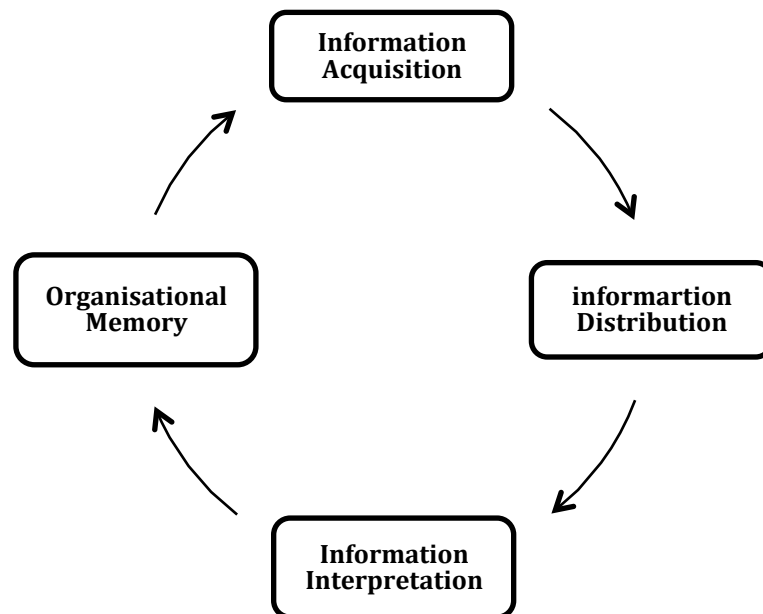 Information
Acquisition
Organisational
Memory
informartion
Distribution
Information
Interpretation